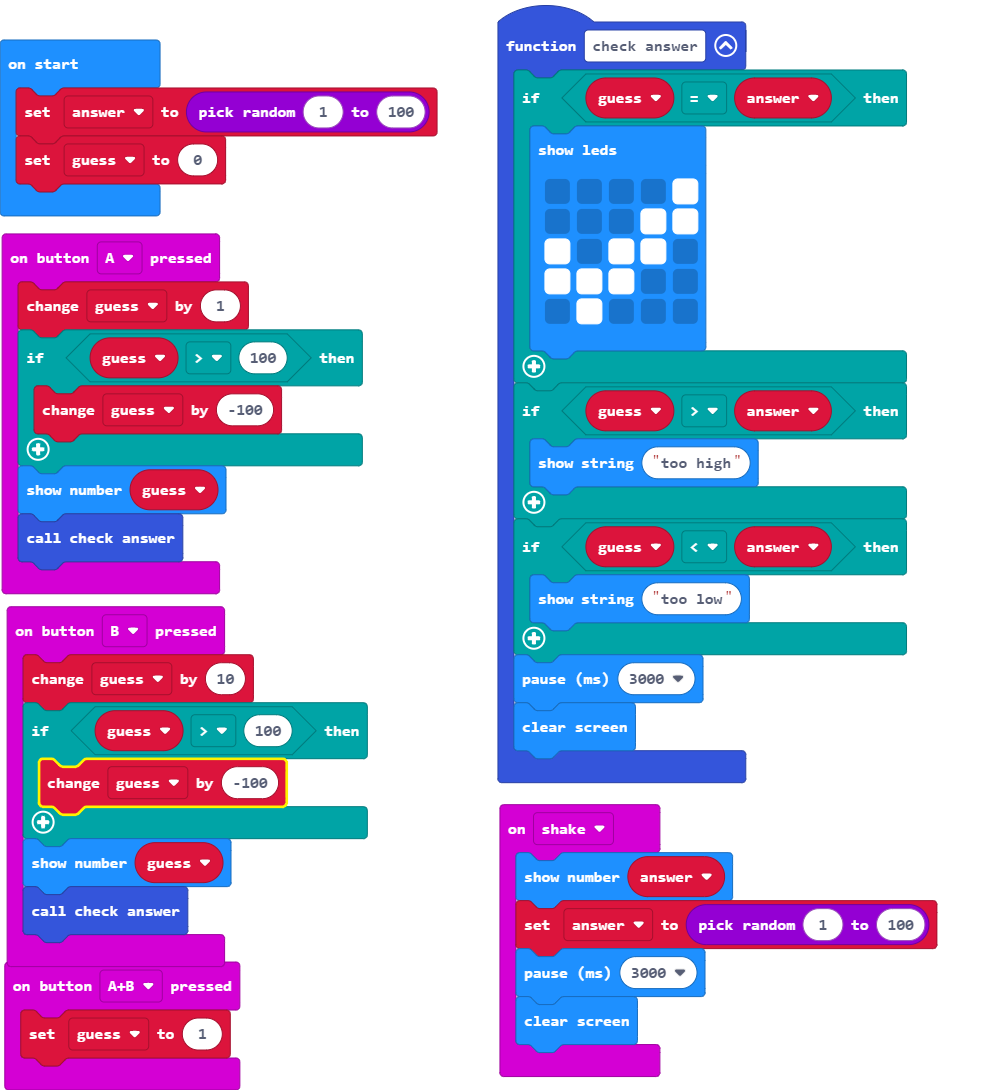 on start
set answer to pick random 1 to 100
set guess to 0
on button A pressed
change guess by 1
if guess > 100 then
change guess by -100
show number guess
call check answer
on button B pressed
change guess by 10
if guess > 100 then
change guess by -100
show number guess
call check answer
on button A+B pressed
set guess to 1
function check answer
if guess = answer then
show leds
if guess > answer then
show string "too high"
if guess < answer then
show string "too low"
pause (ms) 3000
clear screen
on shake
show number answer
set answer to pick random 1 to 100
pause (ms) 3000
clear screen